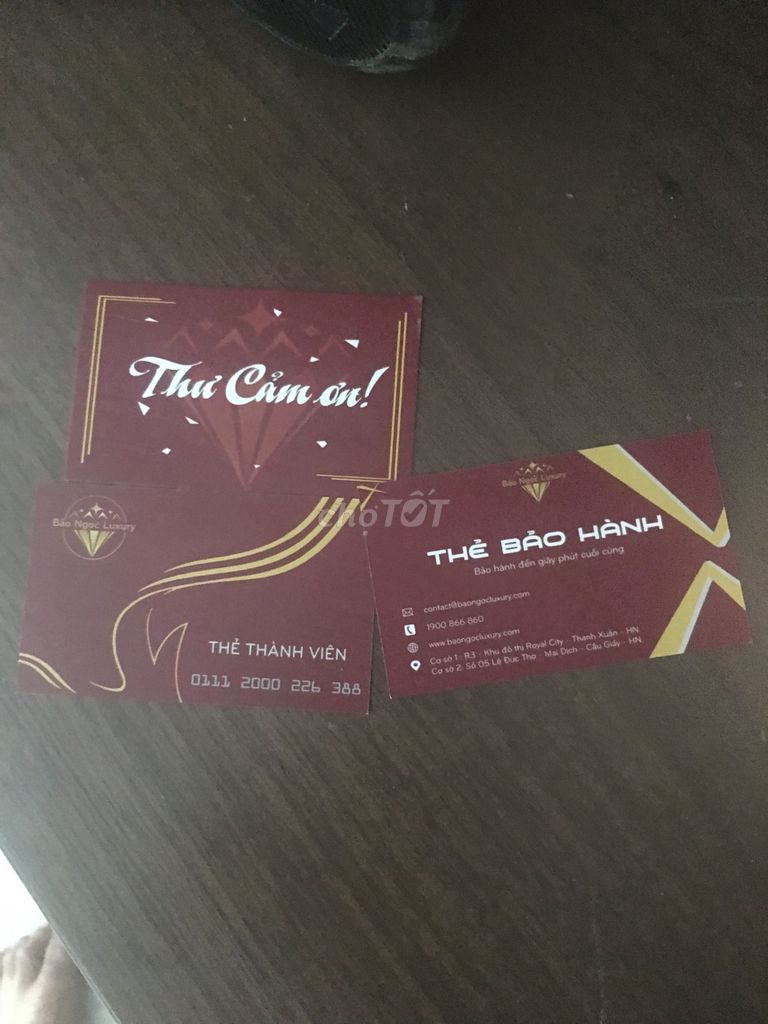 Thư Cảm ơn!
Bảo Ngọc Luxury
THẺ THÀNH VIÊN
0111 2000 226 388
chợTỐT
Bảo Ngọc Luxury
THẺ BẢO HÀNH
Bảo hành đến giây phút cuối cùng
contact@baongocluxury.com
1900 866 860
www.baongocluxury.com
Cơ sở 1 : R3 - Khu đô thị Royal City - Thanh Xuân - HN.
Cơ sở 2: Số 05 Lê Đức Thọ - Mai Dịch - Cầu Giấy - HN.